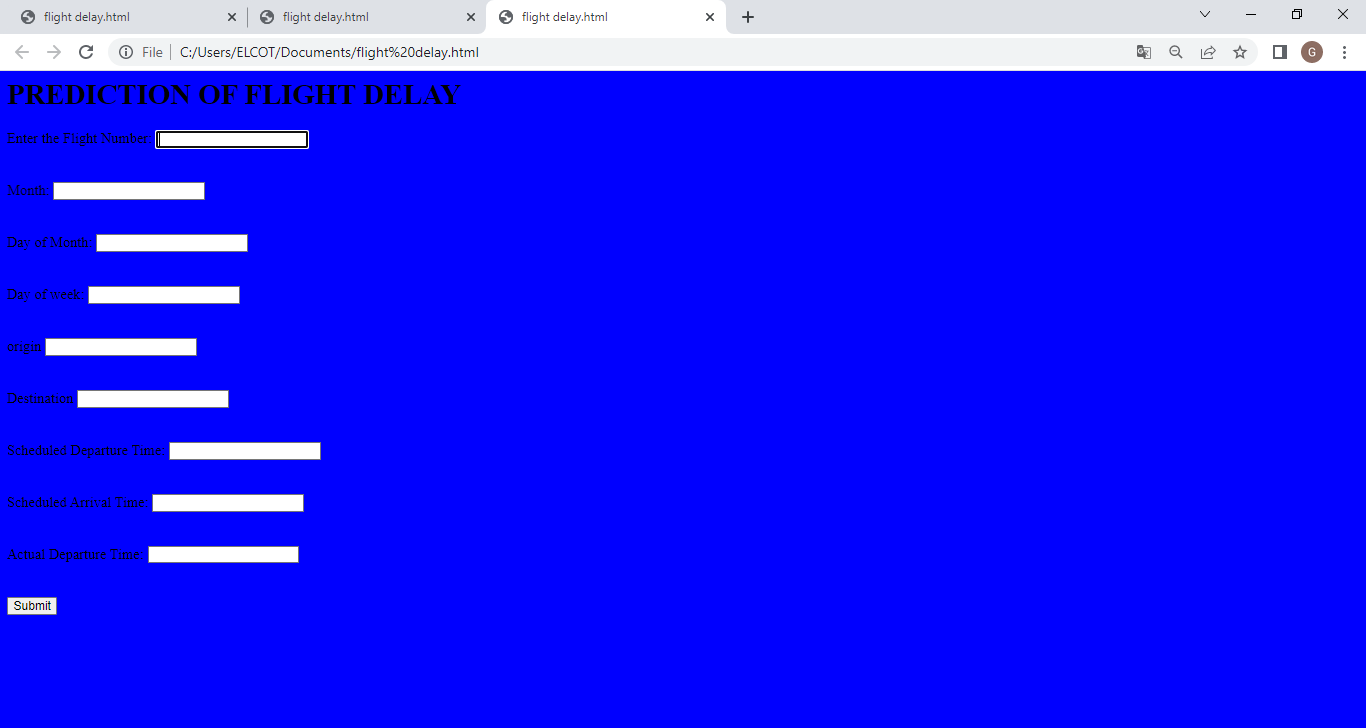 flight delay.html flight delay.html flight delay.html
File C:/Users/ELCOT/Documents/flight%20delay.html G
PREDICTION OF FLIGHT DELAY
Enter the Flight Number:
Month:
Day of Month:
Day of week:
origin
Destination
Scheduled Departure Time:
Scheduled Arrival Time:
Actual Departure Time:
Submit